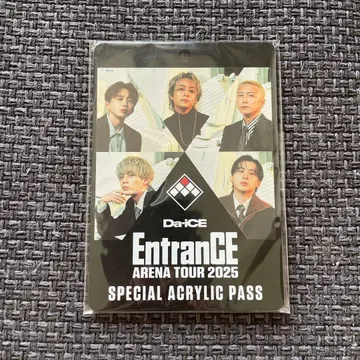 Da-iCE
EntranCE
ARENA TOUR 2025
SPECIAL ACRYLIC PASS